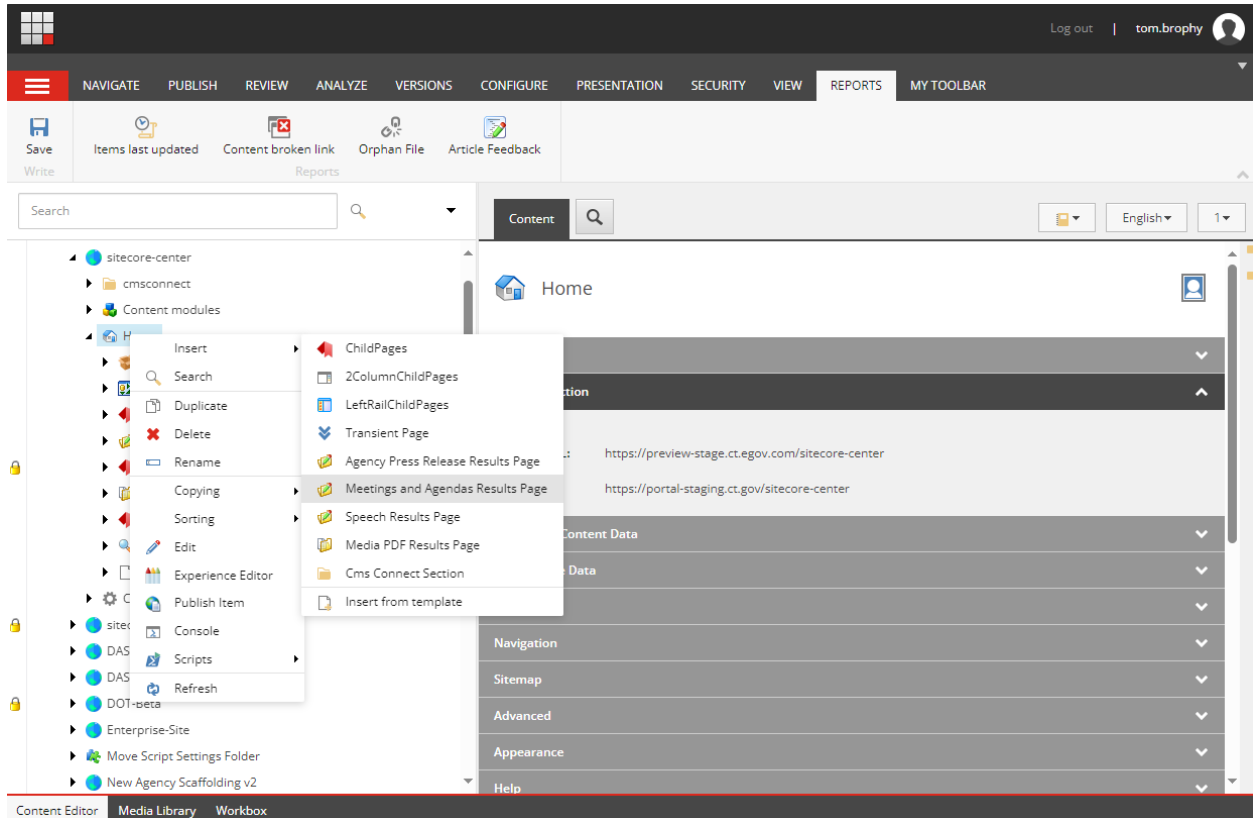 Log out | tom.brophy
NAVIGATE PUBLISH REVIEW ANALYZE VERSIONS CONFIGURE PRESENTATION SECURITY VIEW REPORTS MY TOOLBAR
Save Items last updated Content broken link Orphan File Article Feedback
Write Reports
Search
Content English 1
sitecore-center
cmsconnect
Content modules
Home
Insert
Search
Duplicate
Delete
Rename
Copying
Sorting
Edit
Experience Editor
Publish Item
Console
Scripts
Refresh
ChildPages
2ColumnChildPages
LeftRailChildPages
Transient Page
Agency Press Release Results Page
Meetings and Agendas Results Page
Speech Results Page
Media PDF Results Page
Cms Connect Section
Insert from template
DAS
DAS
DOT-Beta
Enterprise-Site
Move Script Settings Folder
New Agency Scaffolding v2
https://preview-stage.ct.egov.com/sitecore-center
https://portal-staging.ct.gov/sitecore-center
Content Data
Data
Navigation
Sitemap
Advanced
Appearance
Help
Content Editor Media Library Workbox